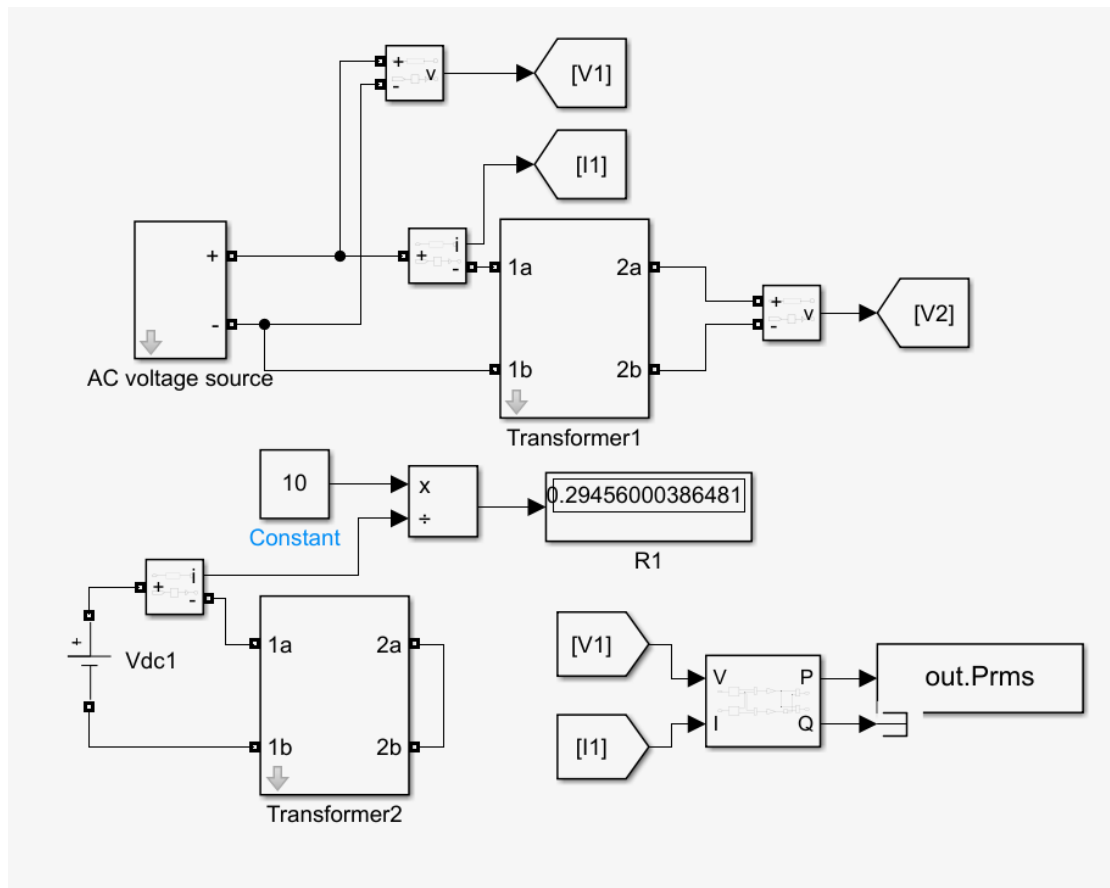 +
-
v
[V1]
[I1]
+
-
AC voltage source
+
i
-
1a
1b
2a
2b
Transformer1
+
-
v
[V2]
10
Constant
x
÷
0.29456000386481
R1
+
i
-
+
Vdc1
1a
1b
2a
2b
Transformer2
[V1]
[I1]
V
I
P
Q
out.Prms